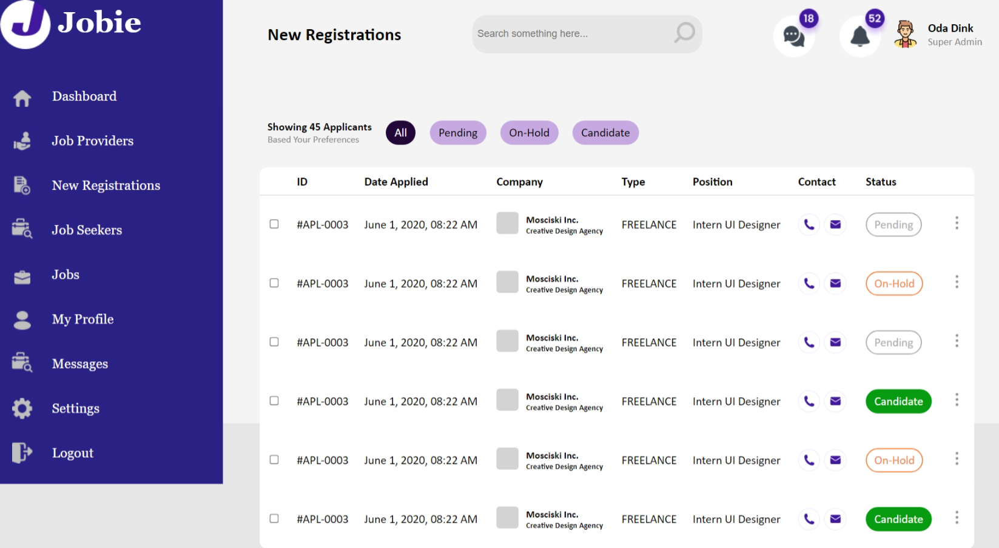 Jobie
Dashboard
Job Providers
New Registrations
Job Seekers
Jobs
My Profile
Messages
Settings
Logout
New Registrations
Search something here...
18
52
Oda Dink
Super Admin
Showing 45 Applicants
Based Your Preferences
All Pending On-Hold Candidate
ID Date Applied Company Type Position Contact Status
#APL-0003 June 1, 2020, 08:22 AM Mosciski Inc. FREELANCE Intern UI Designer Pending
Creative Design Agency
#APL-0003 June 1, 2020, 08:22 AM Mosciski Inc. FREELANCE Intern UI Designer On-Hold
Creative Design Agency
#APL-0003 June 1, 2020, 08:22 AM Mosciski Inc. FREELANCE Intern UI Designer Pending
Creative Design Agency
#APL-0003 June 1, 2020, 08:22 AM Mosciski Inc. FREELANCE Intern UI Designer Candidate
Creative Design Agency
#APL-0003 June 1, 2020, 08:22 AM Mosciski Inc. FREELANCE Intern UI Designer On-Hold
Creative Design Agency
#APL-0003 June 1, 2020, 08:22 AM Mosciski Inc. FREELANCE Intern UI Designer Candidate
Creative Design Agency